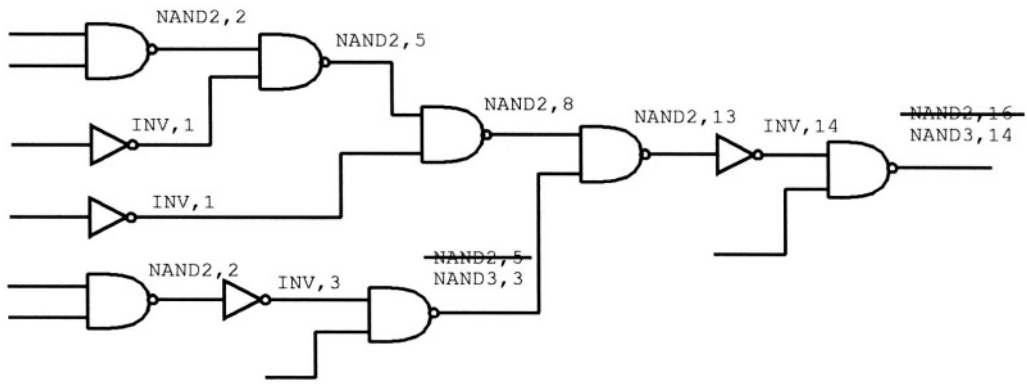 NAND2,2
NAND2,5
INV,1
NAND2,8
NAND2,13
INV,14
NAND2,16
NAND3,14
INV,1
NAND2,2
INV,3
NAND2,5
NAND3,3